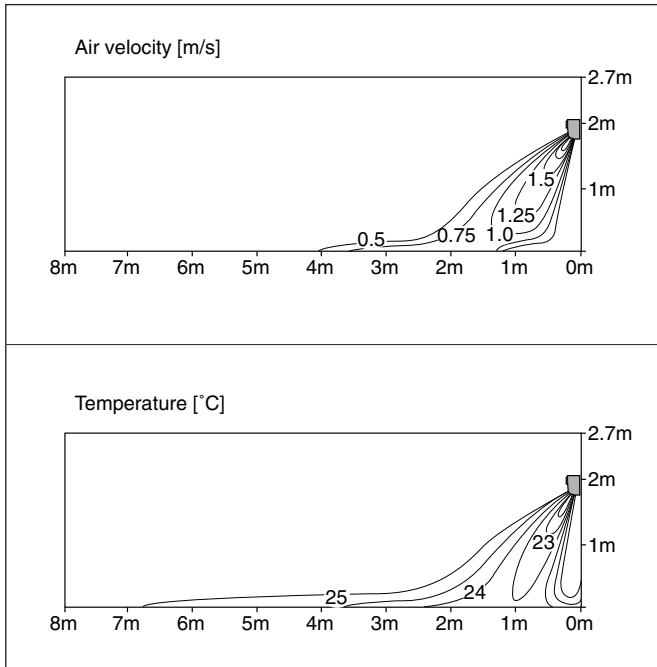 Air velocity [m/s]
2.7m
2m
1m
1.5
1.25
0.5 0.75 1.0
8m 7m 6m 5m 4m 3m 2m 1m 0m
Temperature [˚C]
2.7m
2m
1m
23
25 24
8m 7m 6m 5m 4m 3m 2m 1m 0m